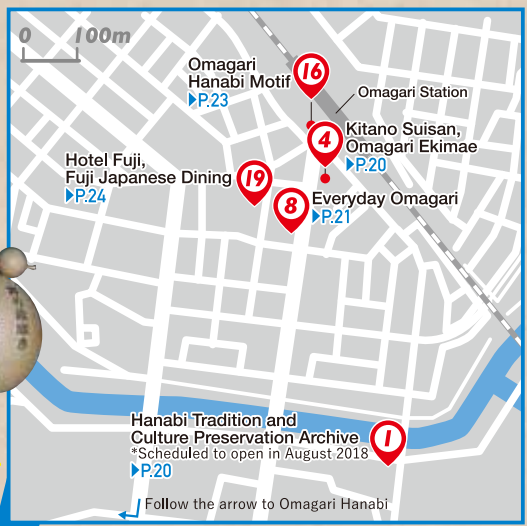 0 100m
Omagari
Hanabi Motif
▶P.23
16
Omagari Station
4
Kitano Suisan,
Omagari Ekimae
▶P.20
Hotel Fuji,
Fuji Japanese Dining
▶P.24
19
8
Everyday Omagari
▶P.21
Hanabi Tradition and
Culture Preservation Archive
*Scheduled to open in August 2018
▶P.20
1
Follow the arrow to Omagari Hanabi